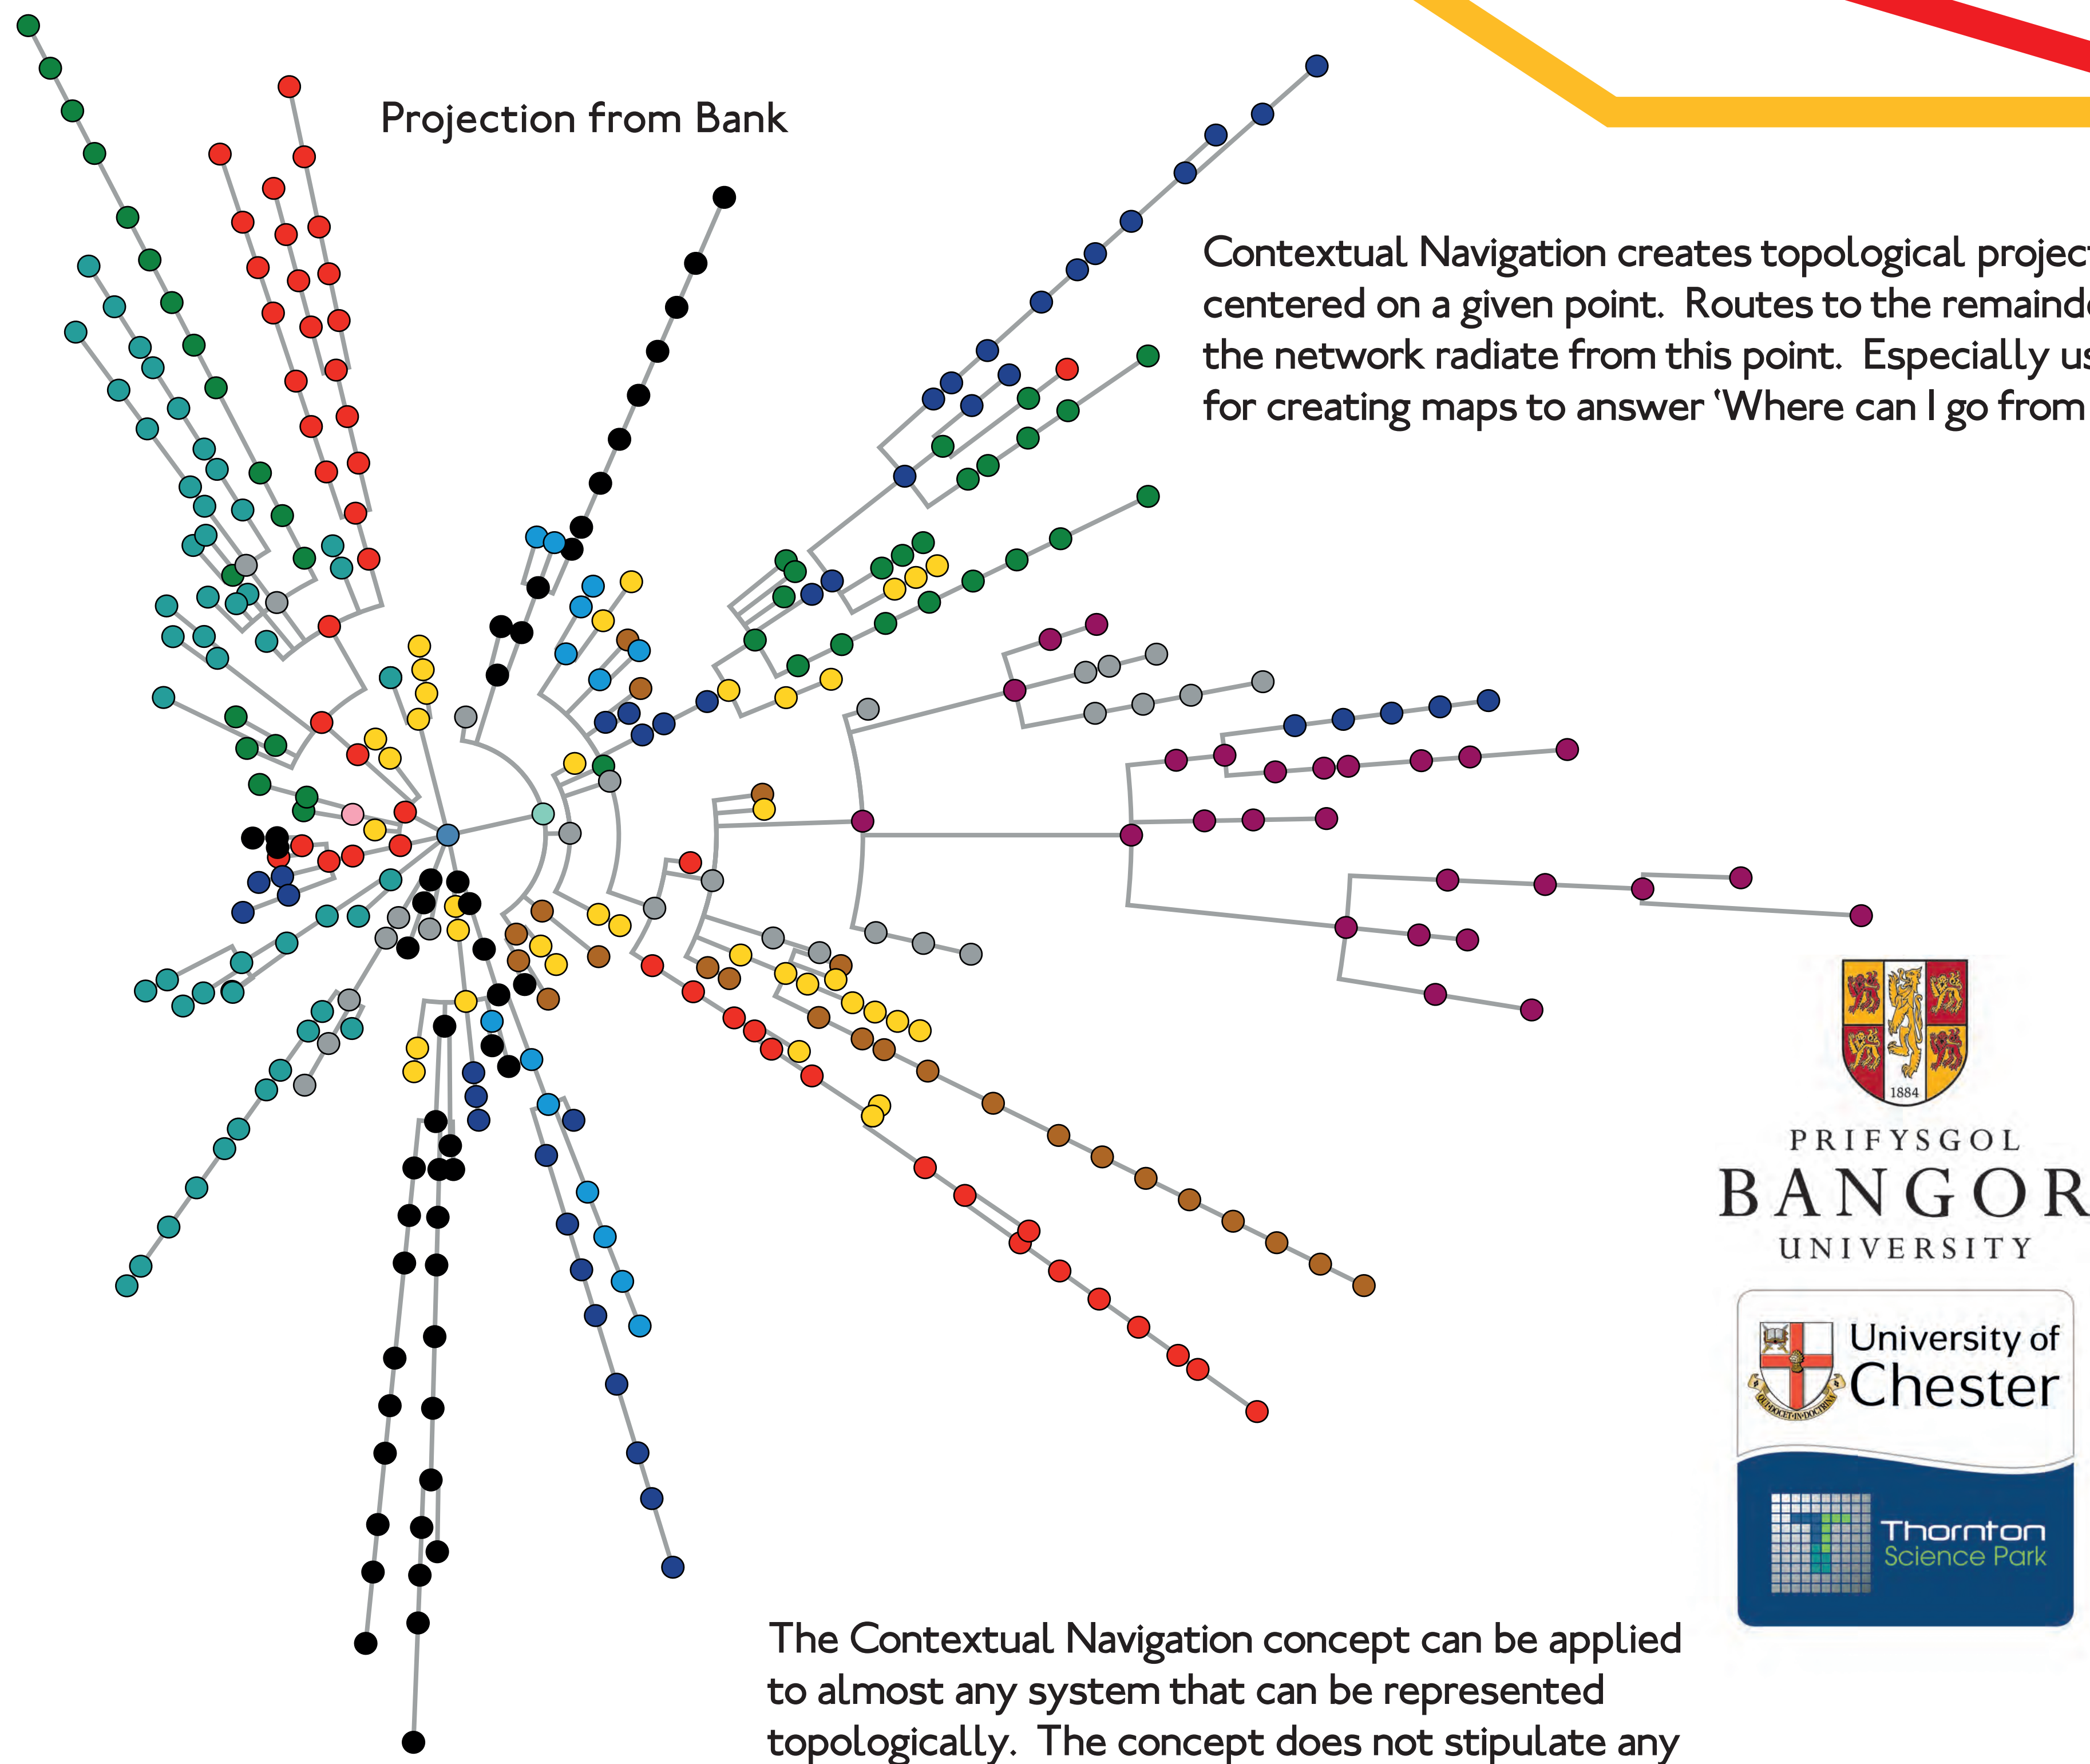 Projection from Bank
Contextual Navigation creates topological project
centered on a given point. Routes to the remainde
the network radiate from this point. Especially us
for creating maps to answer ‘Where can I go from
1884
PRIFYSGOL
BANGOR
UNIVERSITY
University of
Chester
Thornton
Science Park
The Contextual Navigation concept can be applied
to almost any system that can be represented
topologically. The concept does not stipulate any